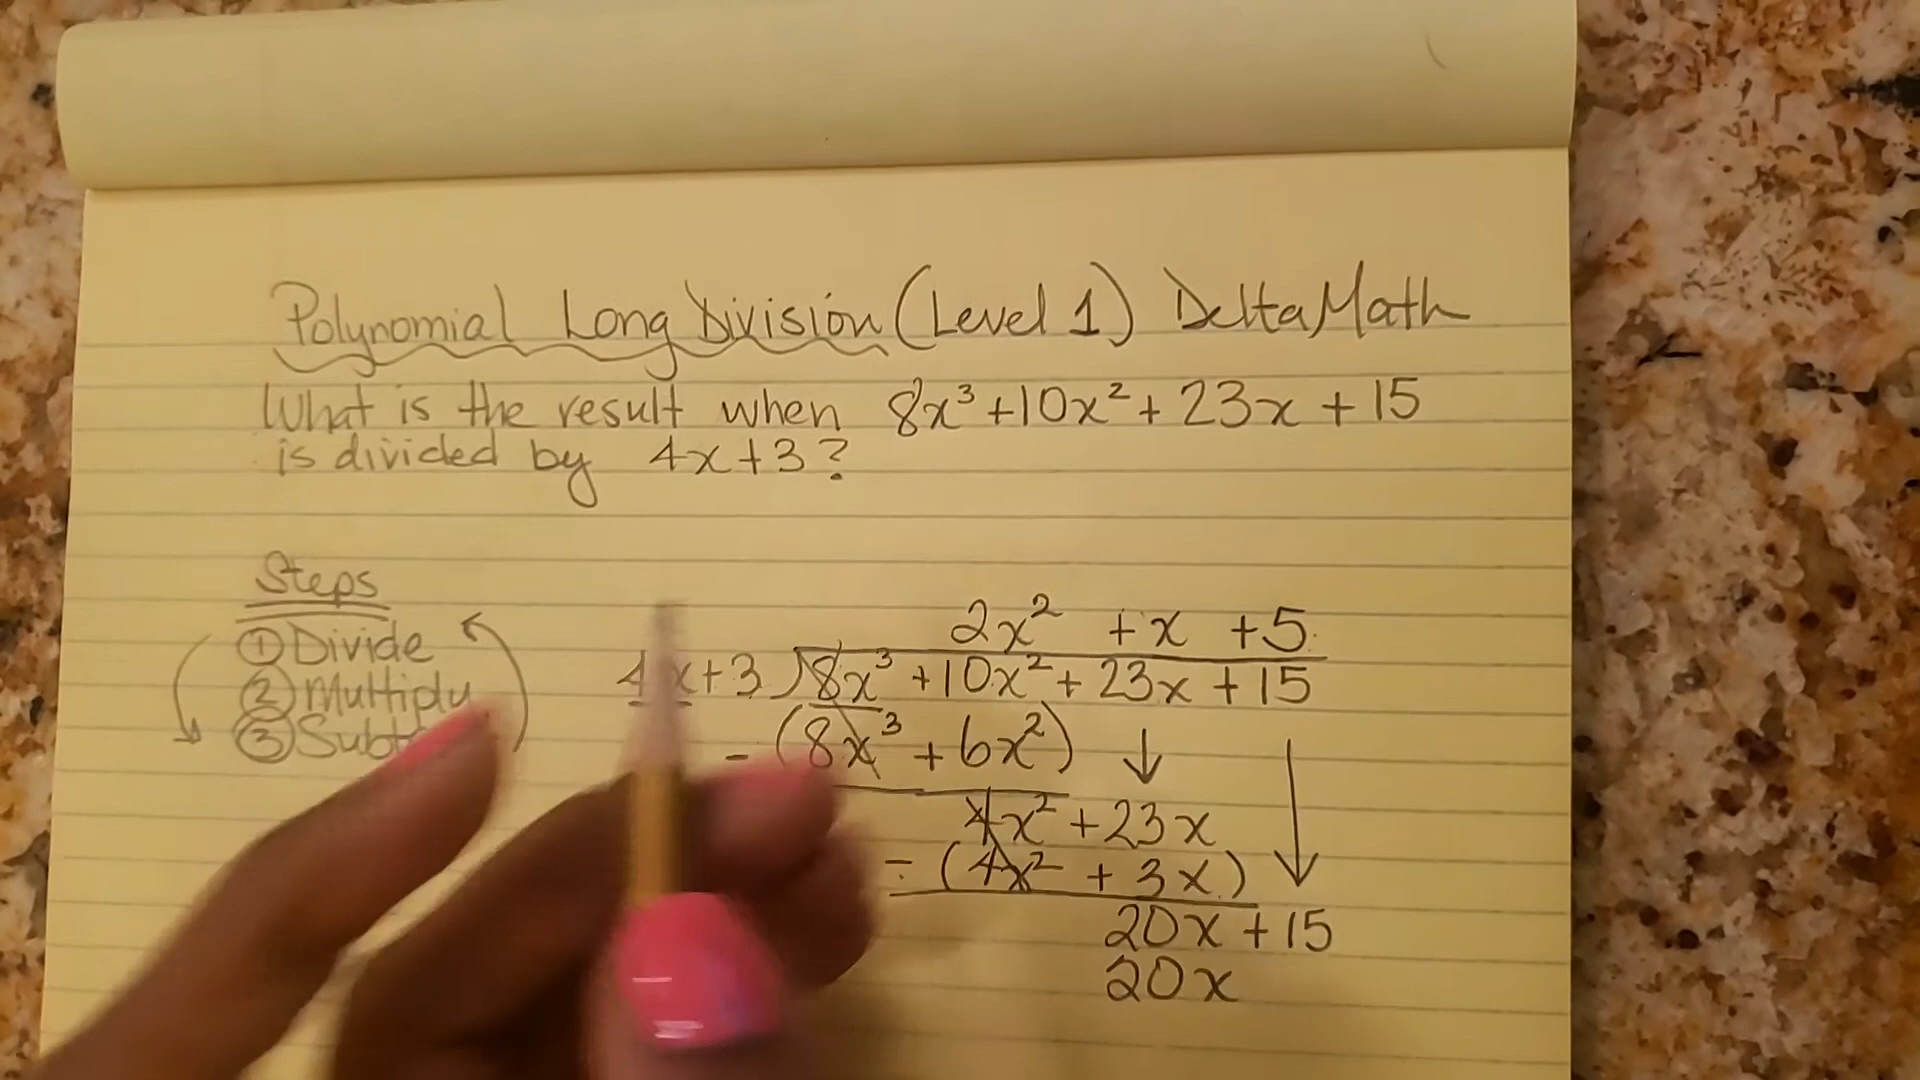 Polynomial Long Division (Level 1) DeltaMath
What is the result when 8x³ + 10x² + 23x + 15
is divided by 4x + 3?
Steps
① Divide
② Multiply
③
2x² + x + 5
4x + 3 ) 8x³ + 10x² + 23x + 15
- (8x³ + 6x²)
4x² + 23x
- (4x² + 3x)
20x + 15
20x